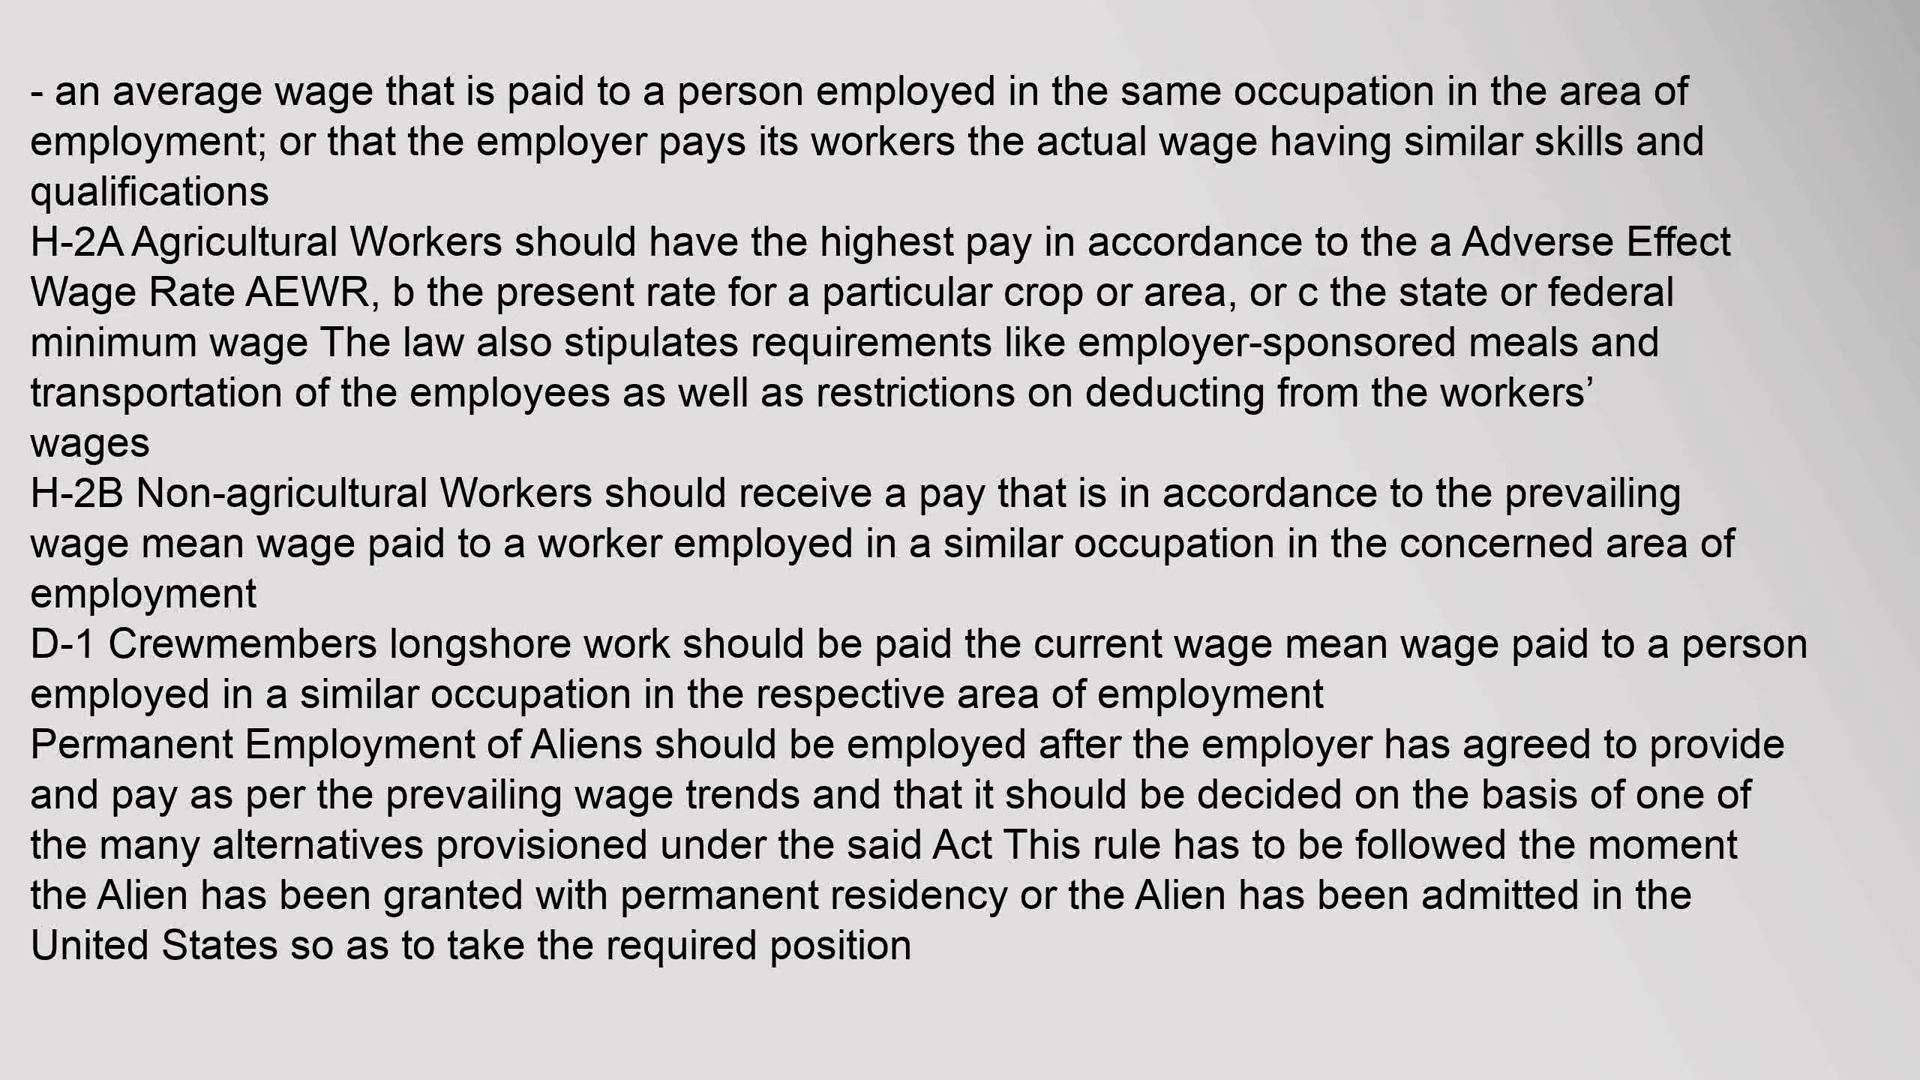 - an average wage that is paid to a person employed in the same occupation in the area of
employment; or that the employer pays its workers the actual wage having similar skills and
qualifications
H-2A Agricultural Workers should have the highest pay in accordance to the a Adverse Effect
Wage Rate AEWR, b the present rate for a particular crop or area, or c the state or federal
minimum wage The law also stipulates requirements like employer-sponsored meals and
transportation of the employees as well as restrictions on deducting from the workers’
wages
H-2B Non-agricultural Workers should receive a pay that is in accordance to the prevailing
wage mean wage paid to a worker employed in a similar occupation in the concerned area of
employment
D-1 Crewmembers longshore work should be paid the current wage mean wage paid to a person
employed in a similar occupation in the respective area of employment
Permanent Employment of Aliens should be employed after the employer has agreed to provide
and pay as per the prevailing wage trends and that it should be decided on the basis of one of
the many alternatives provisioned under the said Act This rule has to be followed the moment
the Alien has been granted with permanent residency or the Alien has been admitted in the
United States so as to take the required position